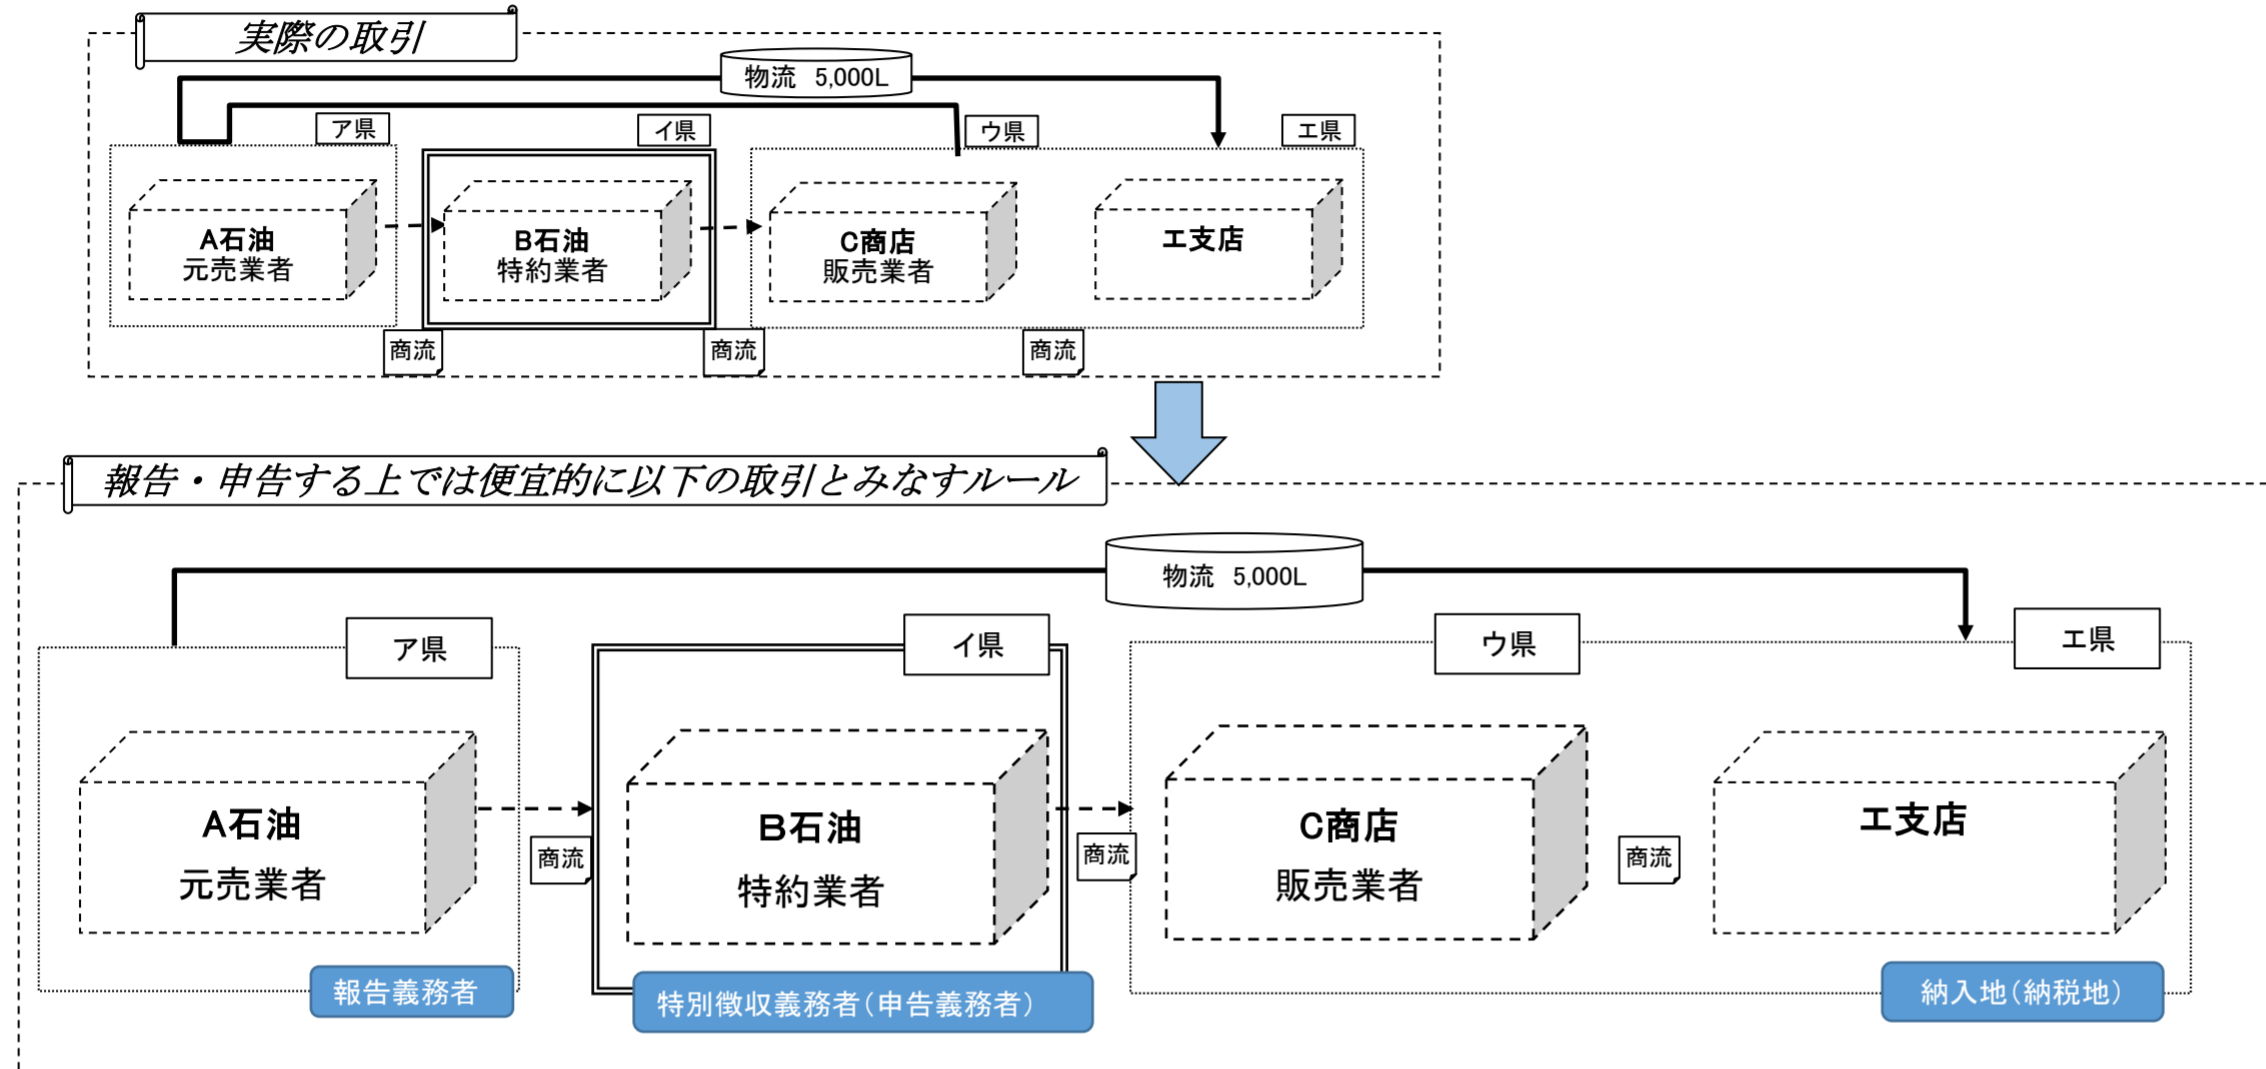 実際の取引
物流 5,000L
ア県
イ県
ウ県
エ県
A石油
元売業者
B石油
特約業者
C商店
販売業者
エ支店
商流
商流
商流
報告・申告する上では便宜的に以下の取引とみなすルール
物流 5,000L
ア県
イ県
ウ県
エ県
A石油
元売業者
B石油
特約業者
C商店
販売業者
エ支店
商流
商流
商流
報告義務者
特別徴収義務者(申告義務者)
納入地(納税地)